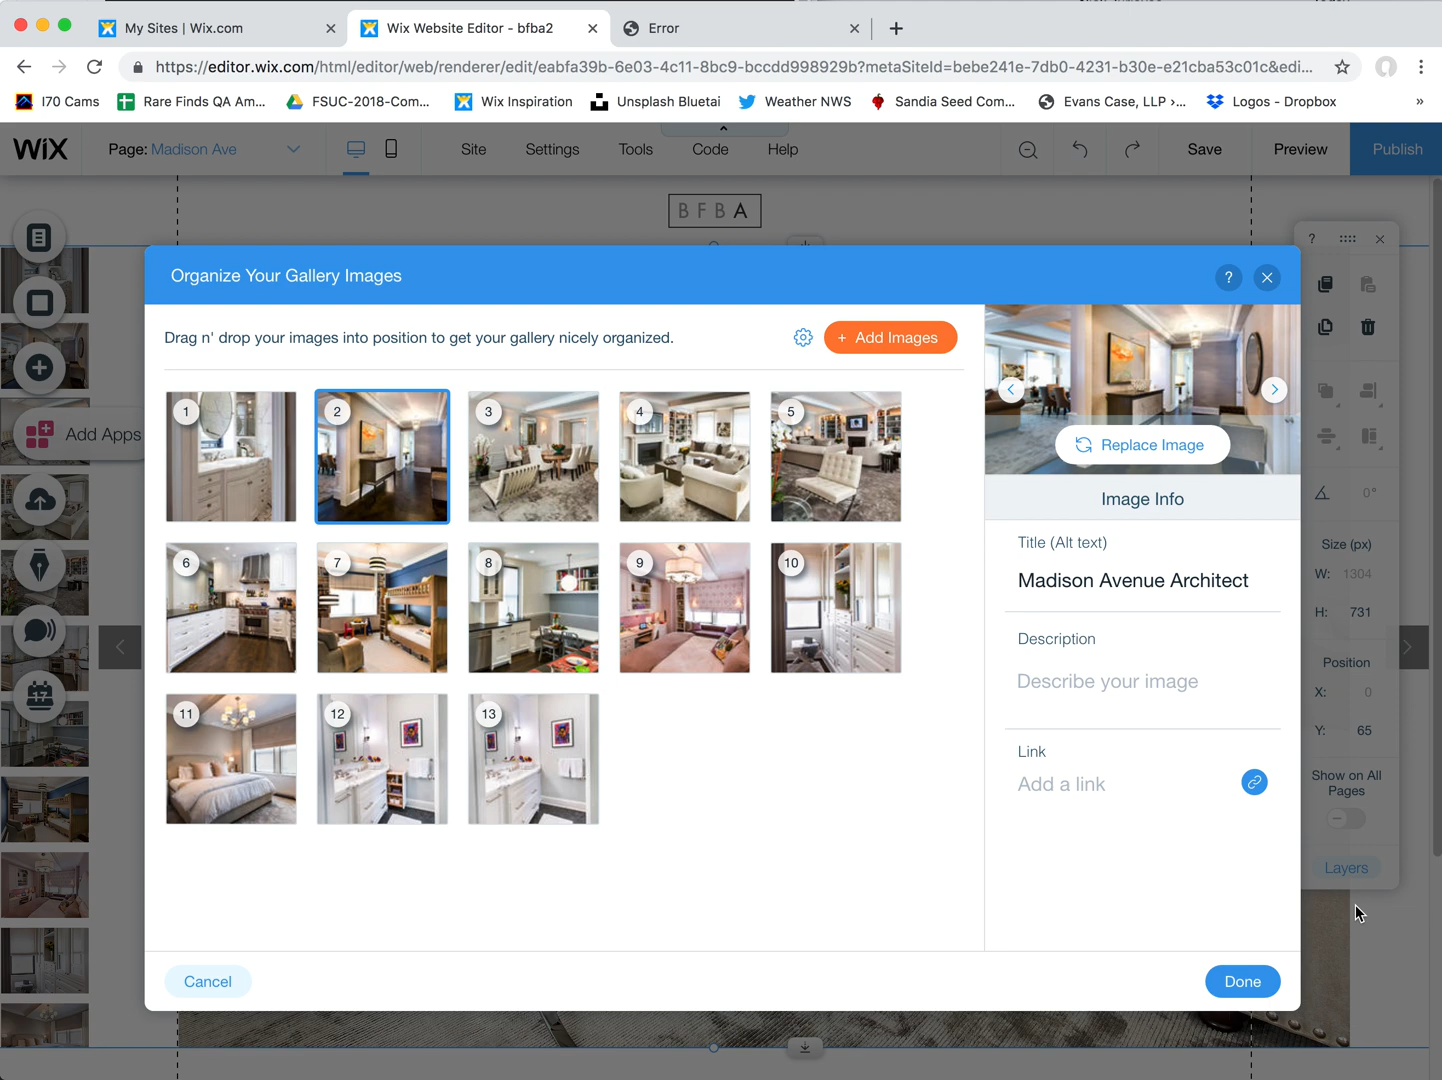 My Sites | Wix.com
Wix Website Editor - bfba2
Error
https://editor.wix.com/html/editor/web/renderer/edit/eabfa39b-6e03-4c11-8bc9-bccdd998929b?metaSiteId=bebe241e-7db0-4231-b30e-e21cba53c01c&edi...
I70 Cams
Rare Finds QA Am...
FSUC-2018-Com...
Wix Inspiration
Unsplash Bluetai
Weather NWS
Sandia Seed Com...
Evans Case, LLP ›...
Logos - Dropbox
»
WiX
Page: Madison Ave
Site
Settings
Tools
Code
Help
Save
Preview
Publish
BFBA
Organize Your Gallery Images
?
?
Drag n' drop your images into position to get your gallery nicely organized.
+ Add Images
1
2
3
4
5
Add Apps
Replace Image
Image Info
0°
Title (Alt text)
Size (px)
6
7
8
9
10
Madison Avenue Architect
W: 1304
H: 731
Description
Position
Describe your image
X: 0
17
11
12
13
Y: 65
Link
Add a link
Show on All
Pages
Layers
Cancel
Done